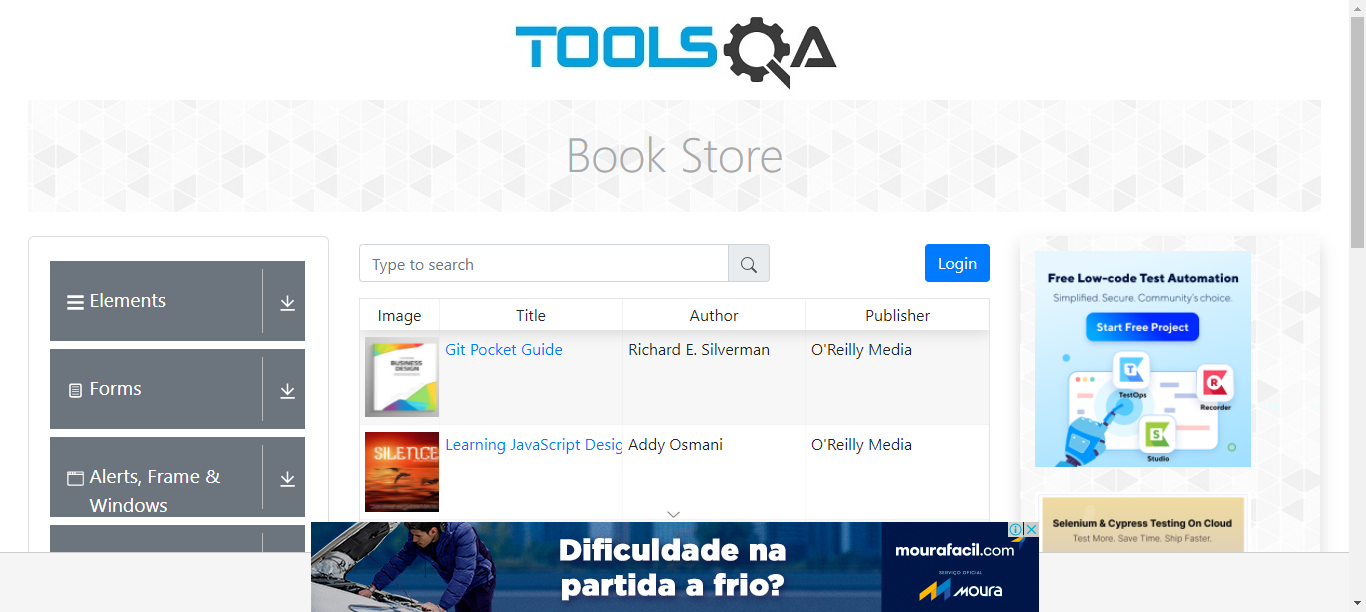 TOOLSQA
Book Store
Elements
Forms
Alerts, Frame &
Windows
Type to search
Login
Image Title Author Publisher
BUSINESS
DESIGN
Git Pocket Guide Richard E. Silverman O'Reilly Media
SILENCE
Learning JavaScript Desig Addy Osmani O'Reilly Media
Free Low-code Test Automation
Simplified. Secure. Community's choice.
Start Free Project
TestOps
Recorder
Studio
Selenium & Cypress Testing On Cloud
Test More. Save Time. Ship Faster.
Dificuldade na
partida a frio?
mourafacil.com
SERVIÇO OFICIAL
moura